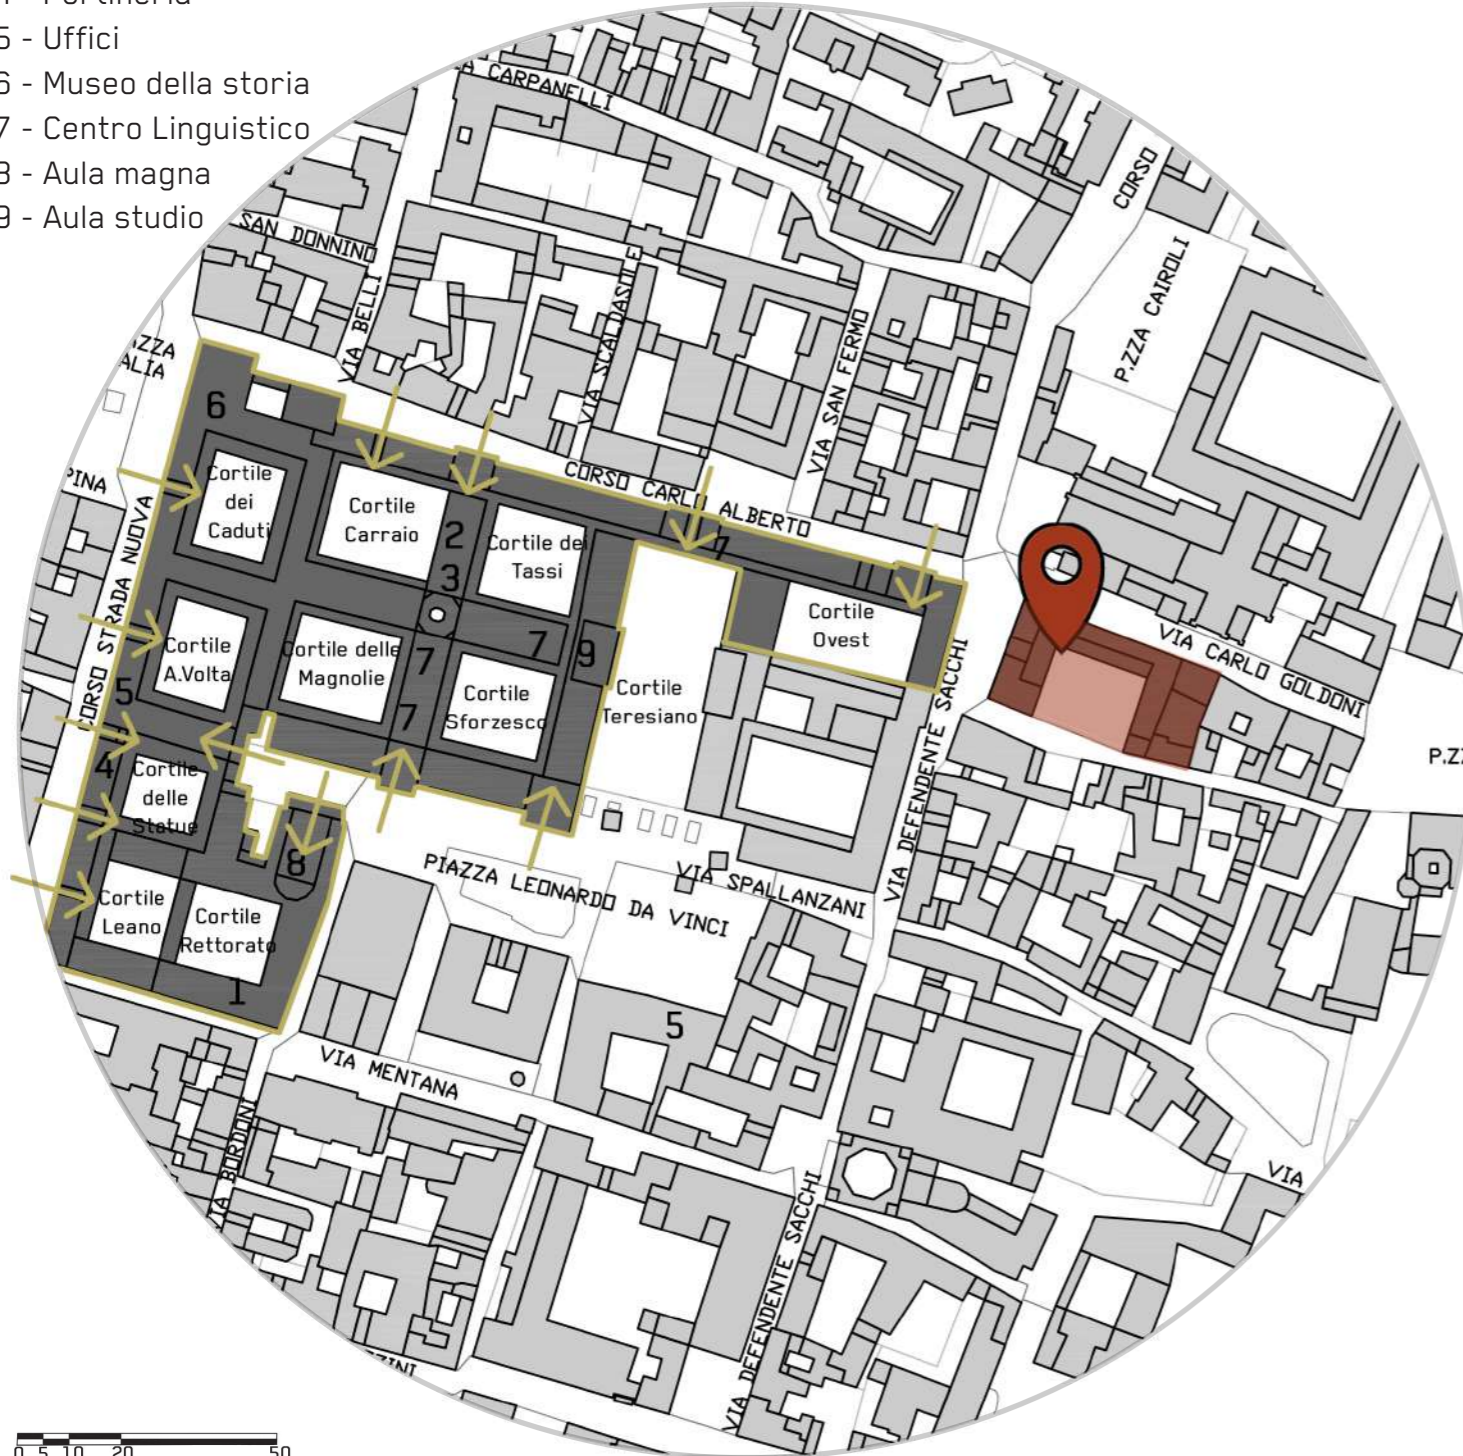 5 - Uffici
6 - Museo della storia
7 - Centro Linguistico
8 - Aula magna
9 - Aula studio
CARPANELLI
CORSO
SAN DONNINO
P.ZZA CAIROLI
VIA BELLI
VIA SCALDASOLE
VIA SAN FERMO
6
CORSO CARLO ALBERTO
CORSO STRADA NUOVA
Cortile
dei
Caduti
Cortile
Carraio
2
3
Cortile dei
Tassi
7
Cortile
Ovest
Cortile
A.Volta
Cortile delle
Magnolie
7
7
9
Cortile
Sforzesco
7
Cortile
Teresiano
VIA DEFENDENTE SACCHI
VIA CARLO GOLDONI
5
4
Cortile
delle
Statue
8
Cortile
Leano
Cortile
Rettorato
1
PIAZZA LEONARDO DA VINCI
VIA SPALLANZANI
5
VIA MENTANA
VIA BORDONI
VIA DEFENDENTE SACCHI
VIA
0 5 10 20 50